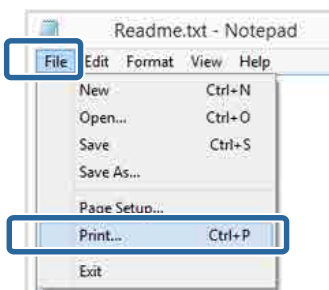 Readme.txt - Notepad
File Edit Format View Help
New Ctrl+N
Open... Ctrl+O
Save Ctrl+S
Save As...
Page Setup...
Print... Ctrl+P
Exit